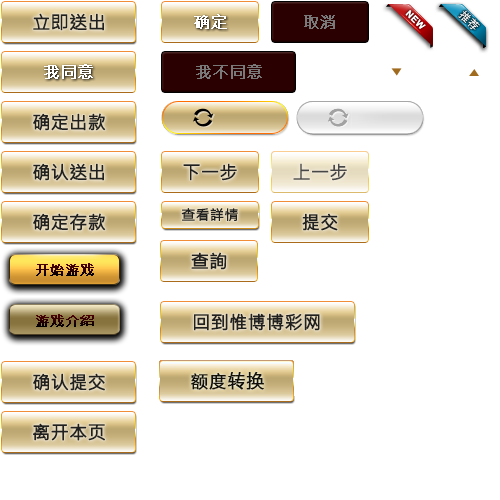 立即送出
确定
取消
NEW
推荐
我同意
我不同意
确定出款
确认送出
下一步
上一步
确定存款
查看詳情
提交
开始游戏
查詢
游戏介紹
回到惟博博彩网
确认提交
额度转换
离开本页